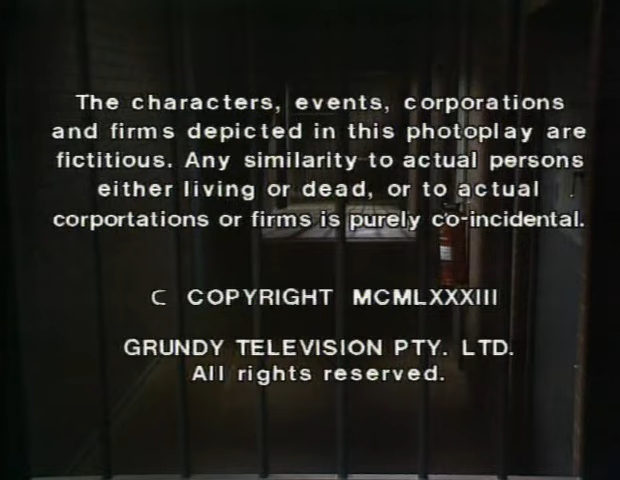 The characters, events, corporations
and firms depicted in this photoplay are
fictitious. Any similarity to actual persons
either living or dead, or to actual
corportations or firms is purely co-incidental.
C COPYRIGHT MCMLXXXIII
GRUNDY TELEVISION PTY. LTD.
All rights reserved.